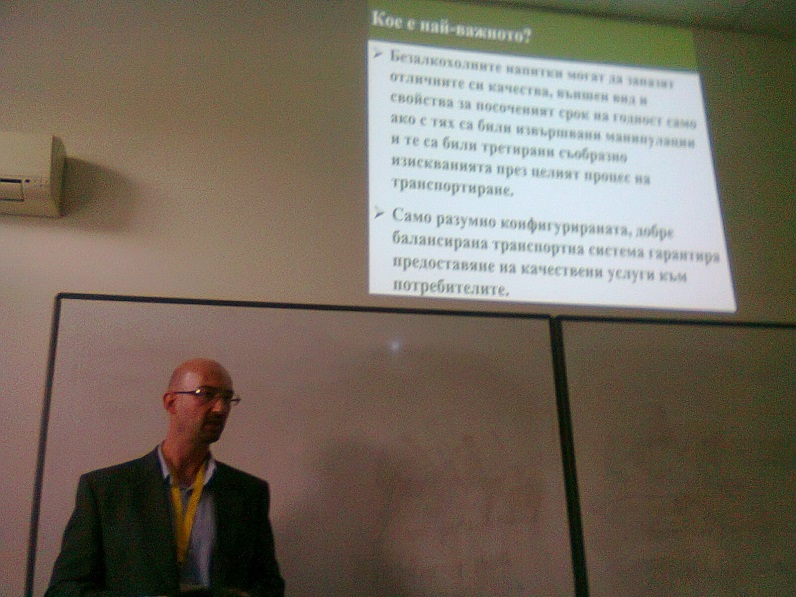 Кое е най-важното?
➢ Безалкохолните напитки могат да запазят
отличните си качества, външен вид и
свойства за посоченият срок на годност само
ако с тях са били извършвани манипулации
и те са били третирани съобразно
изискванията през целият процес на
транспортиране.
➢ Само разумно конфигурираната, добре
балансирана транспортна система гарантира
предоставяне на качествени услуги към
потребителите.